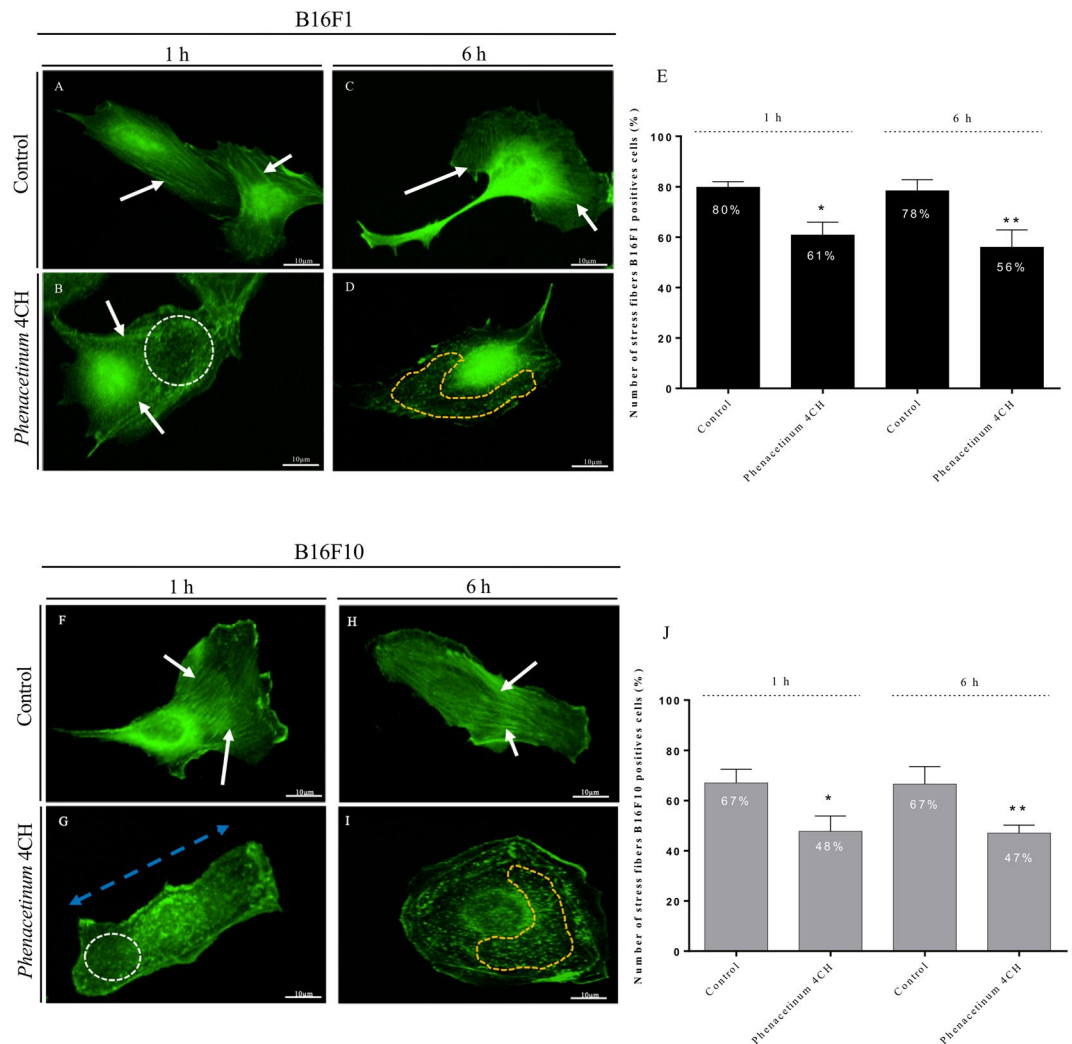 B16F1
1 h
6 h
Control
Phenacetinum 4CH
A
10µm
C
10µm
B
10µm
D
10µm
E
Number of stress fibers B16F1 positives cells (%)
1 h
6 h
100
80
60
40
20
0
80%
*
61%
78%
**
56%
Control
Phenacetinum 4CH
Control
Phenacetinum 4CH
B16F10
1 h
6 h
Control
Phenacetinum 4CH
F
10µm
H
10µm
G
10µm
I
10µm
J
Number of stress fibers B16F10 positives cells (%)
1 h
6 h
100
80
60
40
20
0
67%
*
48%
67%
**
47%
Control
Phenacetinum 4CH
Control
Phenacetinum 4CH